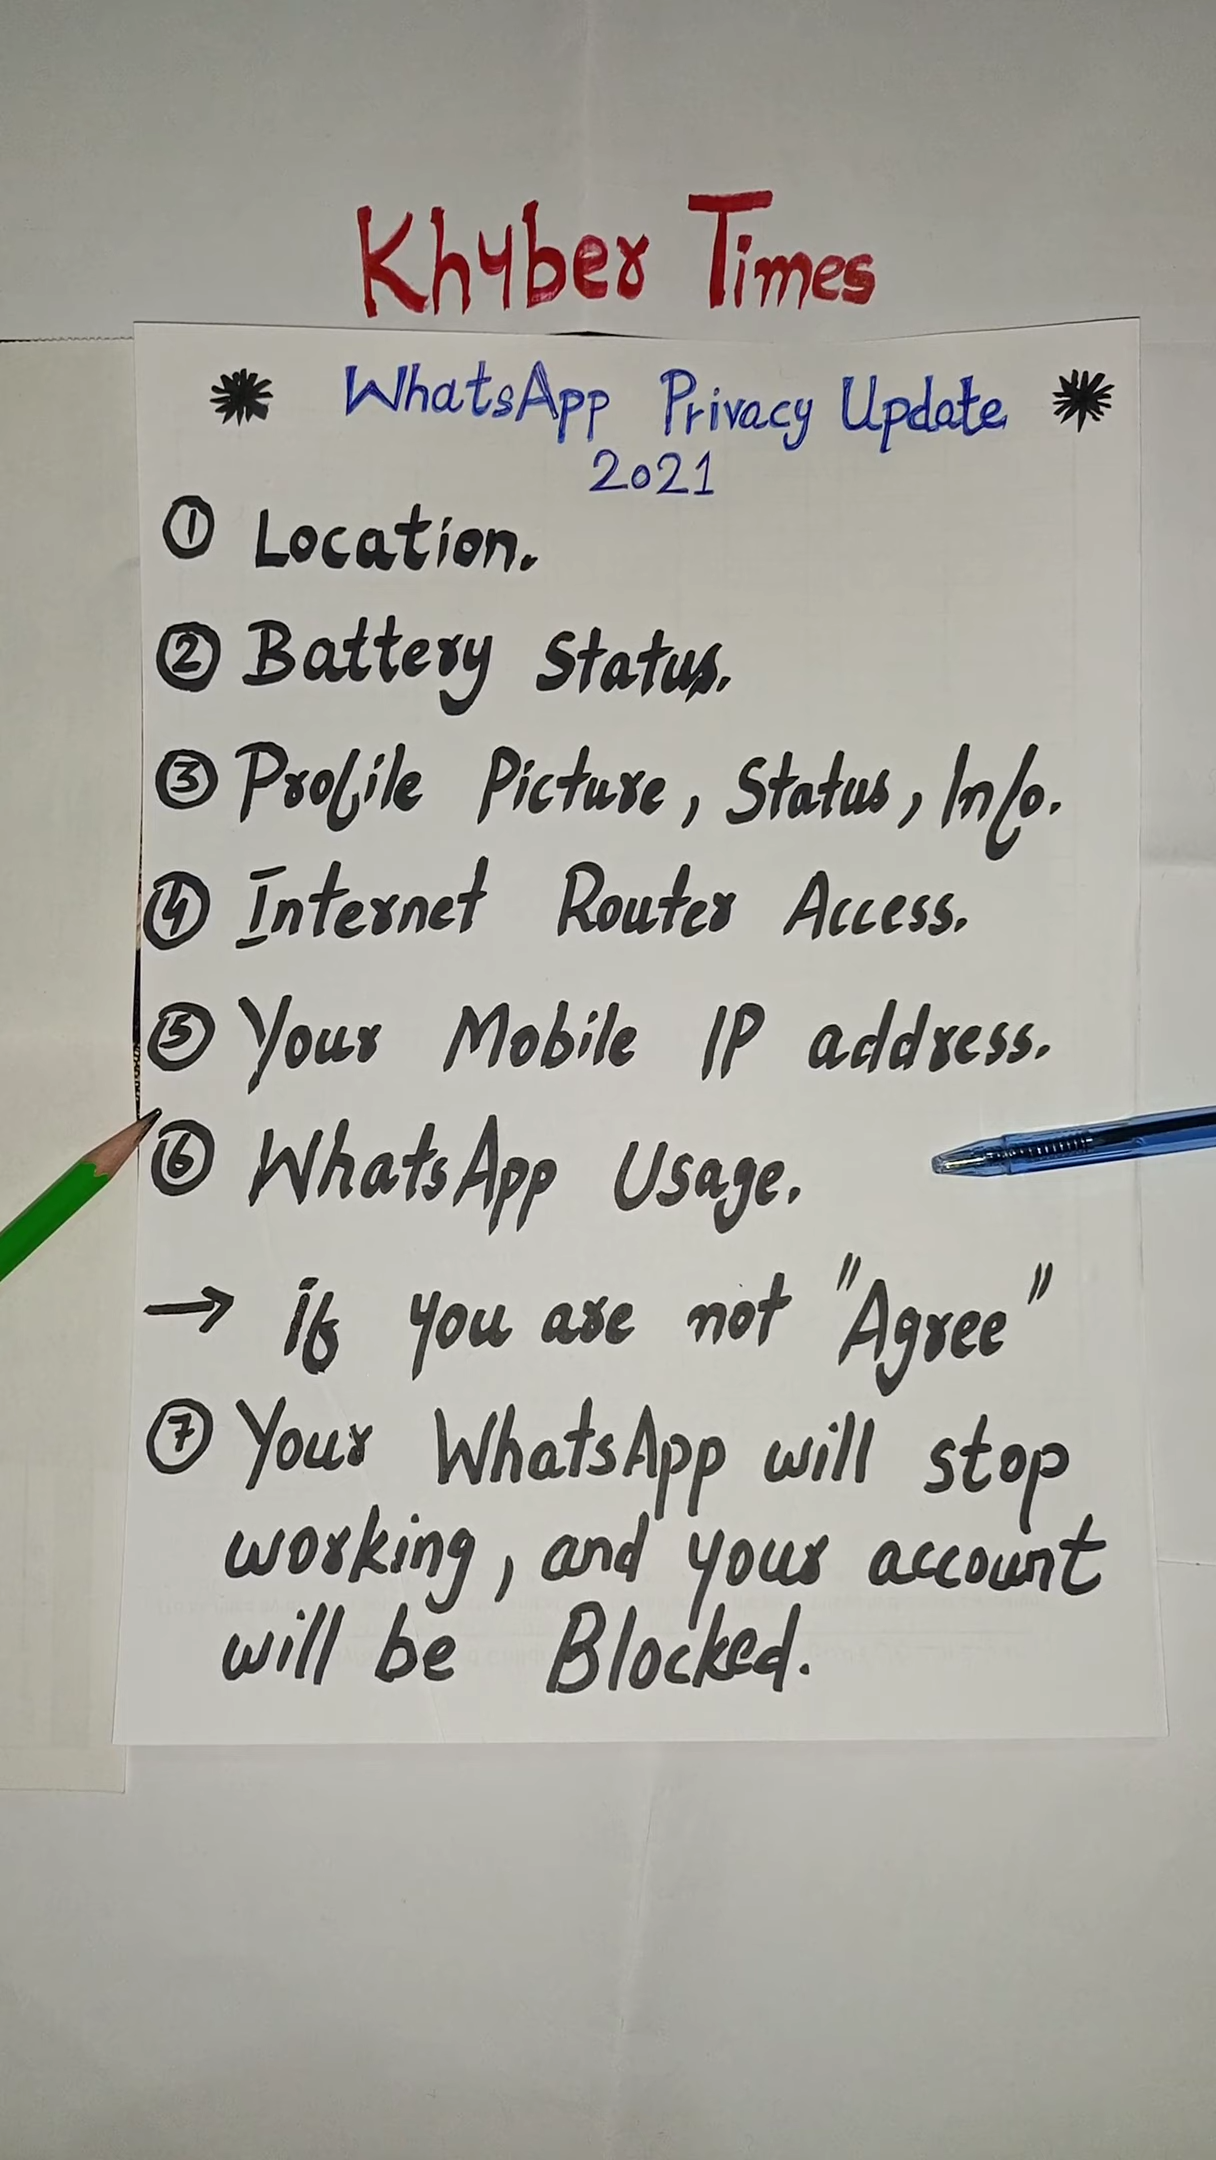 Khyber Times
WhatsApp Privacy Update
2021
① Location.
② Battery Status.
③ Profile Picture, Status, Info.
④ Internet Router Access.
⑤ Your Mobile IP address.
⑥ WhatsApp Usage.
→ if you are not "Agree"
⑦ Your WhatsApp will stop
working, and your account
will be Blocked.